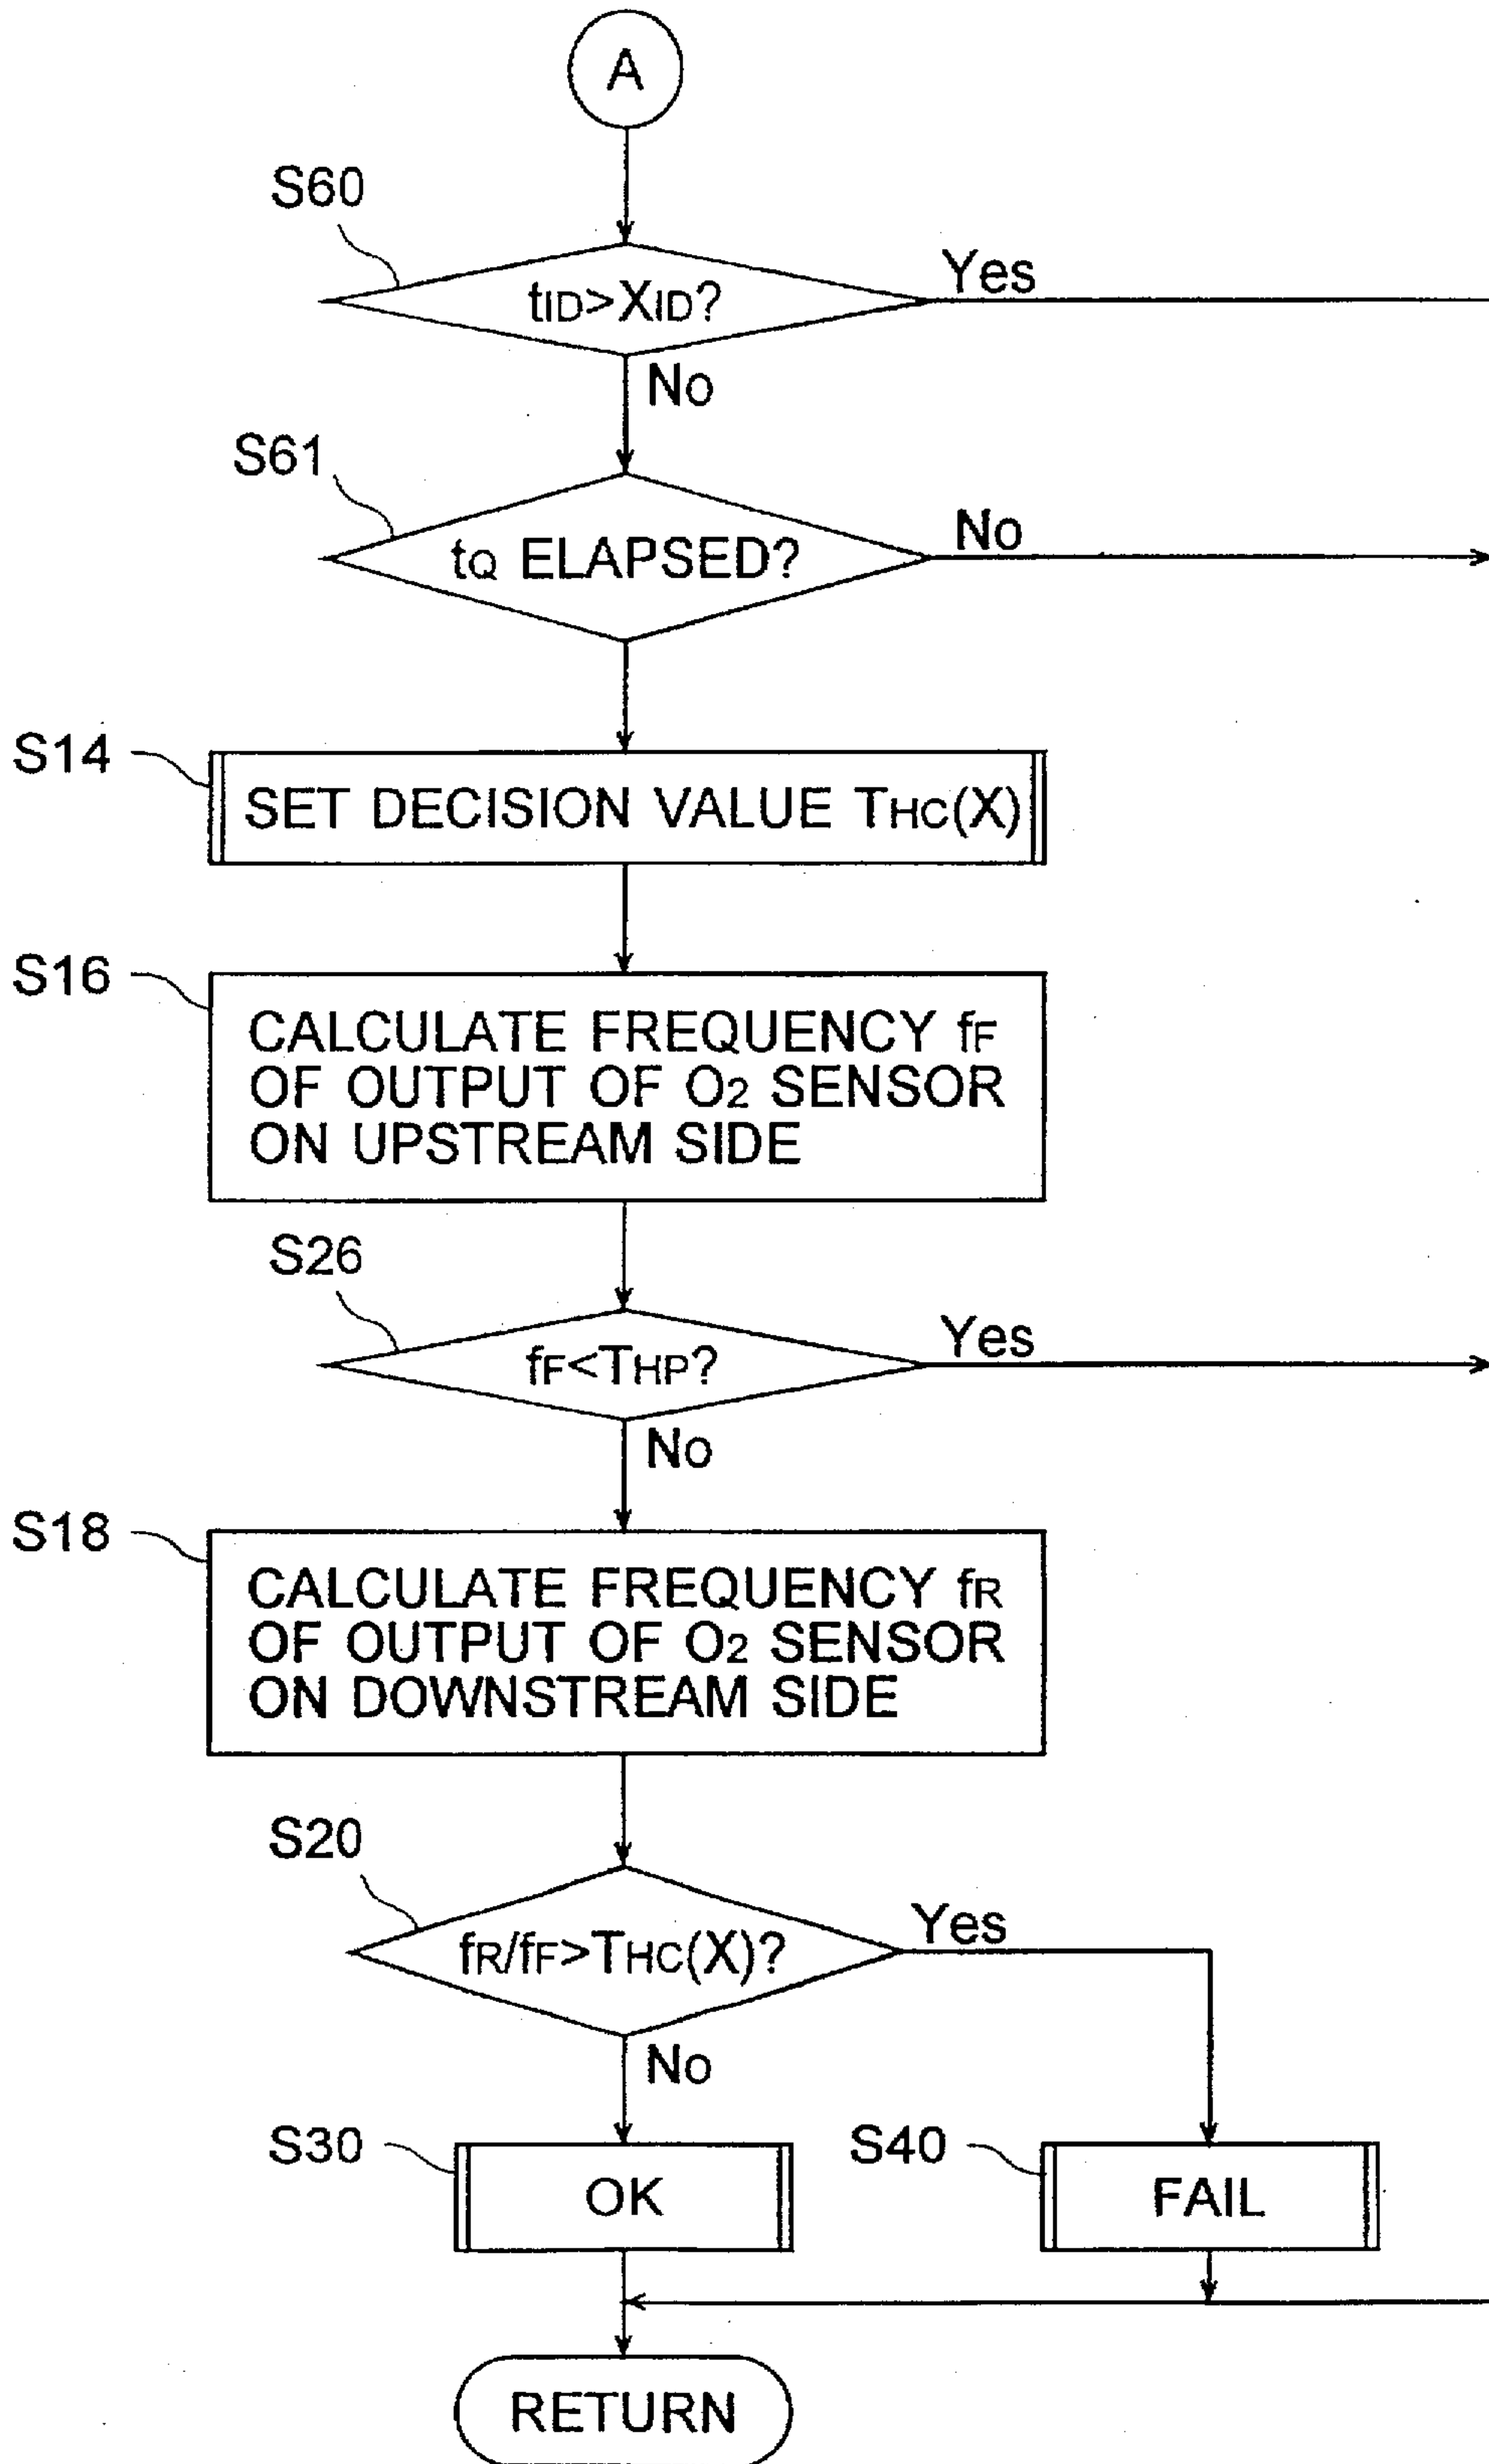 A
S60
tID>XID?
Yes
No
S61
tQ ELAPSED?
No
S14
SET DECISION VALUE THC(X)
S16
CALCULATE FREQUENCY fF
OF OUTPUT OF O2 SENSOR
ON UPSTREAM SIDE
S26
fF<THP?
Yes
No
S18
CALCULATE FREQUENCY fR
OF OUTPUT OF O2 SENSOR
ON DOWNSTREAM SIDE
S20
fR/fF>THC(X)?
Yes
No
S30
OK
S40
FAIL
RETURN